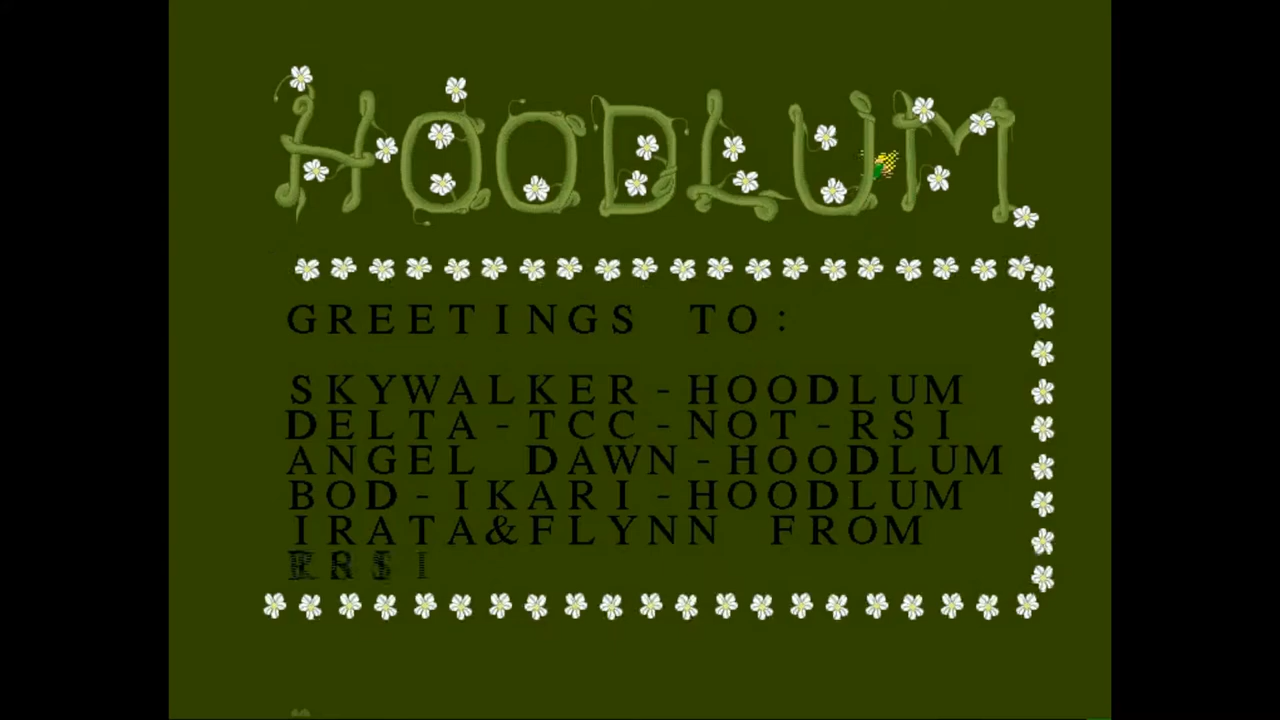 HOODLUM
GREETINGS TO:
SKYWALKER-HOODLUM
DELTA-TCC-NOT-RSI
ANGEL DAWN-HOODLUM
BOD-IKARI-HOODLUM
IRATA&FLYNN FROM